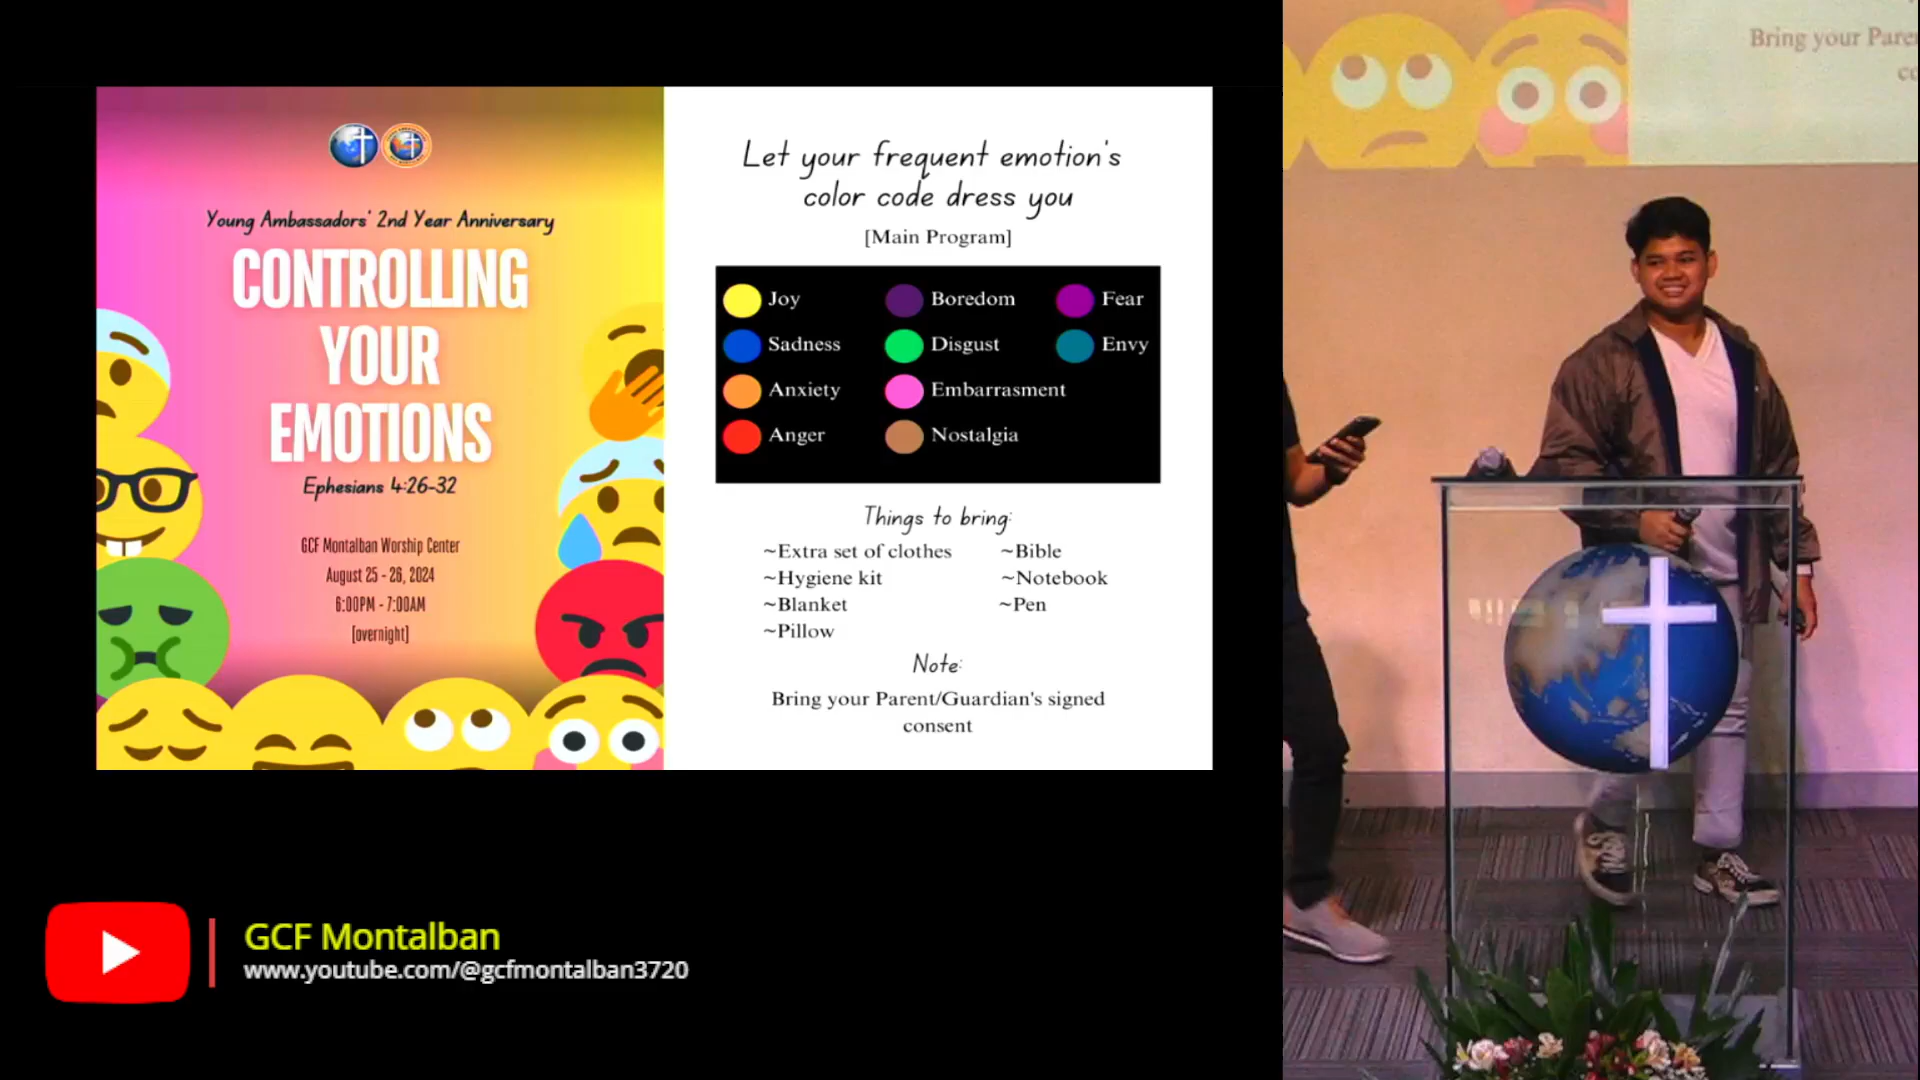 Young Ambassadors' 2nd Year Anniversary
CONTROLLING
YOUR
EMOTIONS
Ephesians 4:26-32
GCF Montalban Worship Center
August 25 - 26, 2024
6:00PM - 7:00AM
[overnight]
Let your frequent emotion's
color code dress you
[Main Program]
Joy
Boredom
Fear
Sadness
Disgust
Envy
Anxiety
Embarrasment
Anger
Nostalgia
Things to bring:
~Extra set of clothes
~Bible
~Hygiene kit
~Notebook
~Blanket
~Pen
~Pillow
Note:
Bring your Parent/Guardian's signed
consent
Bring your
GCF Montalban
www.youtube.com/@gcfmontalban3720